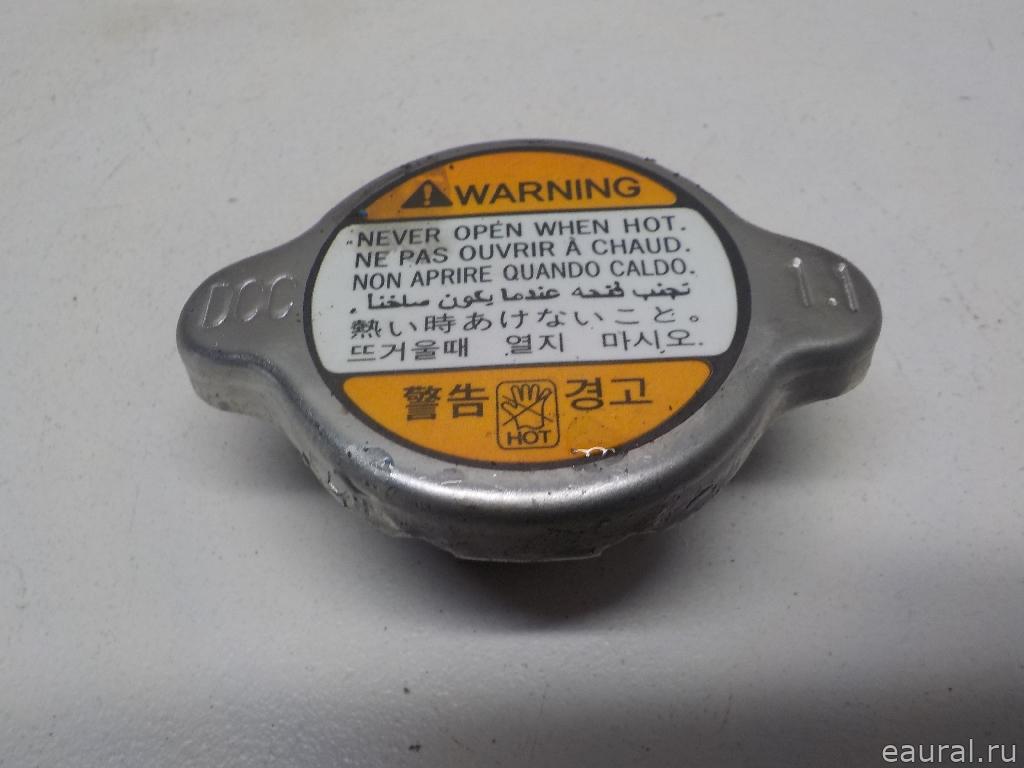 WARNING
NEVER OPEN WHEN HOT.
NE PAS OUVRIR À CHAUD.
NON APRIRE QUANDO CALDO.
تجنب فتحه عندما يكون ساخنا.
熱い時あけないこと。
뜨거울때 열지 마시오.
警告 HOT 경고
DCC
1.1
eaural.ru